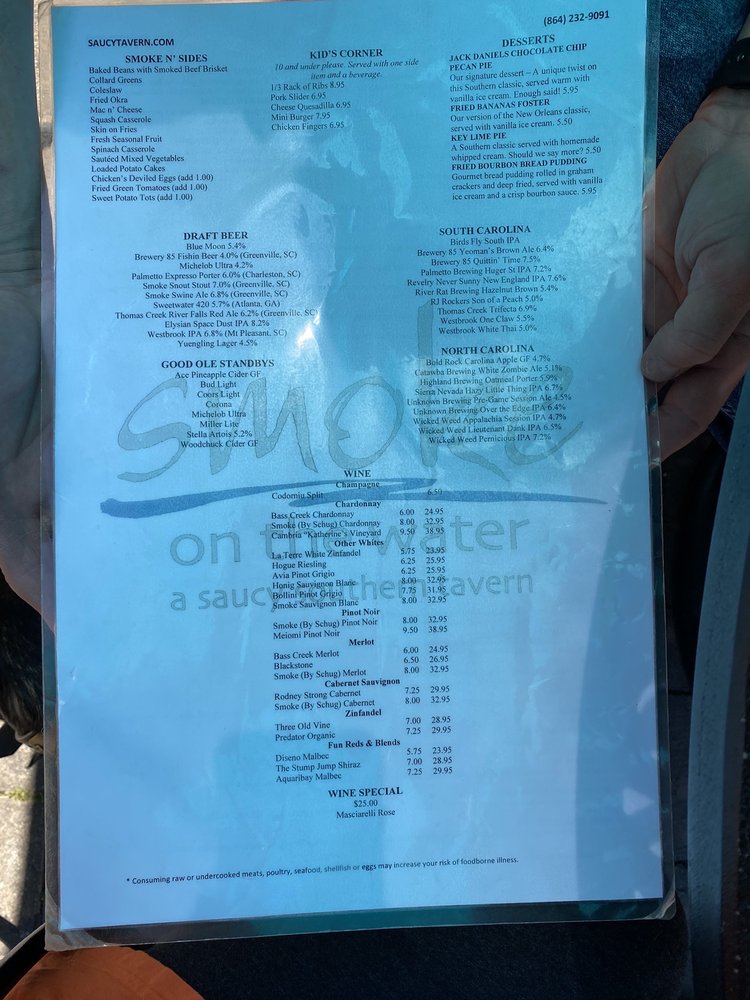 SAUCYTAVERN.COM
(864) 232-9091
SMOKE N' SIDES
Baked Beans with Smoked Beef Brisket
Collard Greens
Coleslaw
Fried Okra
Mac n' Cheese
Squash Casserole
Skin on Fries
Fresh Seasonal Fruit
Spinach Casserole
Sautéed Mixed Vegetables
Loaded Potato Cakes
Chicken's Deviled Eggs (add 1.00)
Fried Green Tomatoes (add 1.00)
Sweet Potato Tots (add 1.00)
KID'S CORNER
10 and under please. Served with one side
item and a beverage.
1/3 Rack of Ribs 8.95
Pork Slider 6.95
Cheese Quesadilla 6.95
Mini Burger 7.95
Chicken Fingers 6.95
DESSERTS
JACK DANIELS CHOCOLATE CHIP
PECAN PIE
Our signature dessert – A unique twist on
this Southern classic, served warm with
vanilla ice cream. Enough said! 5.95
FRIED BANANAS FOSTER
Our version of the New Orleans classic,
served with vanilla ice cream. 5.50
KEY LIME PIE
A Southern classic served with homemade
whipped cream. Should we say more? 5.50
FRIED BOURBON BREAD PUDDING
Gourmet bread pudding rolled in graham
crackers and deep fried, served with vanilla
ice cream and a crisp bourbon sauce. 5.95
DRAFT BEER
Blue Moon 5.4%
Brewery 85 Fishin Beer 4.0% (Greenville, SC)
Michelob Ultra 4.2%
Palmetto Expresso Porter 6.0% (Charleston, SC)
Smoke Snout Stout 7.0% (Greenville, SC)
Smoke Swine Ale 6.8% (Greenville, SC)
Sweetwater 420 5.7% (Atlanta, GA)
Thomas Creek River Falls Red Ale 6.2% (Greenville, SC)
Elysian Space Dust IPA 8.2%
Westbrook IPA 6.8% (Mt Pleasant, SC)
Yuengling Lager 4.5%
GOOD OLE STANDBYS
Ace Pineapple Cider GF
Bud Light
Coors Light
Corona
Michelob Ultra
Miller Lite
Stella Artois 5.2%
Woodchuck Cider GF
SOUTH CAROLINA
Birds Fly South IPA
Brewery 85 Yeoman's Brown Ale 6.4%
Brewery 85 Quittin' Time 7.5%
Palmetto Brewing Huger St IPA 7.2%
Revelry Never Sunny New England IPA 7.6%
River Rat Brewing Hazelnut Brown 5.4%
RJ Rockers Son of a Peach 5.0%
Thomas Creek Trifecta 6.9%
Westbrook One Claw 5.5%
Westbrook White Thai 5.0%
NORTH CAROLINA
Bold Rock Carolina Apple GF 4.7%
Catawba Brewing White Zombie Ale 5.1%
Highland Brewing Oatmeal Porter 5.9%
Sierra Nevada Hazy Little Thing IPA 6.7%
Unknown Brewing Pre-Game Session Ale 4.5%
Unknown Brewing Over the Edge IPA 6.4%
Wicked Weed Appalachia Session IPA 4.7%
Wicked Weed Lieutenant Dank IPA 6.5%
Wicked Weed Pernicious IPA 7.2%
smoke
on the water
a saucy southern tavern
WINE
Champagne
Codorniu Split 6.50
Chardonnay
Bass Creek Chardonnay 6.00 24.95
Smoke (By Schug) Chardonnay 8.00 32.95
Cambria "Katherine's Vineyard 9.50 38.95
Other Whites
La Terre White Zinfandel 5.75 23.95
Hogue Riesling 6.25 25.95
Avia Pinot Grigio 6.25 25.95
Honig Sauvignon Blanc 8.00 32.95
Bollini Pinot Grigio 7.75 31.95
Smoke Sauvignon Blanc 8.00 32.95
Pinot Noir
Smoke (By Schug) Pinot Noir 8.00 32.95
Meiomi Pinot Noir 9.50 38.95
Merlot
Bass Creek Merlot 6.00 24.95
Blackstone 6.50 26.95
Smoke (By Schug) Merlot 8.00 32.95
Cabernet Sauvignon
Rodney Strong Cabernet 7.25 29.95
Smoke (By Schug) Cabernet 8.00 32.95
Zinfandel
Three Old Vine 7.00 28.95
Predator Organic 7.25 29.95
Fun Reds & Blends
Diseno Malbec 5.75 23.95
The Stump Jump Shiraz 7.00 28.95
Aquaribay Malbec 7.25 29.95
WINE SPECIAL
$25.00
Masciarelli Rose
* Consuming raw or undercooked meats, poultry, seafood, shellfish or eggs may increase your risk of foodborne illness.